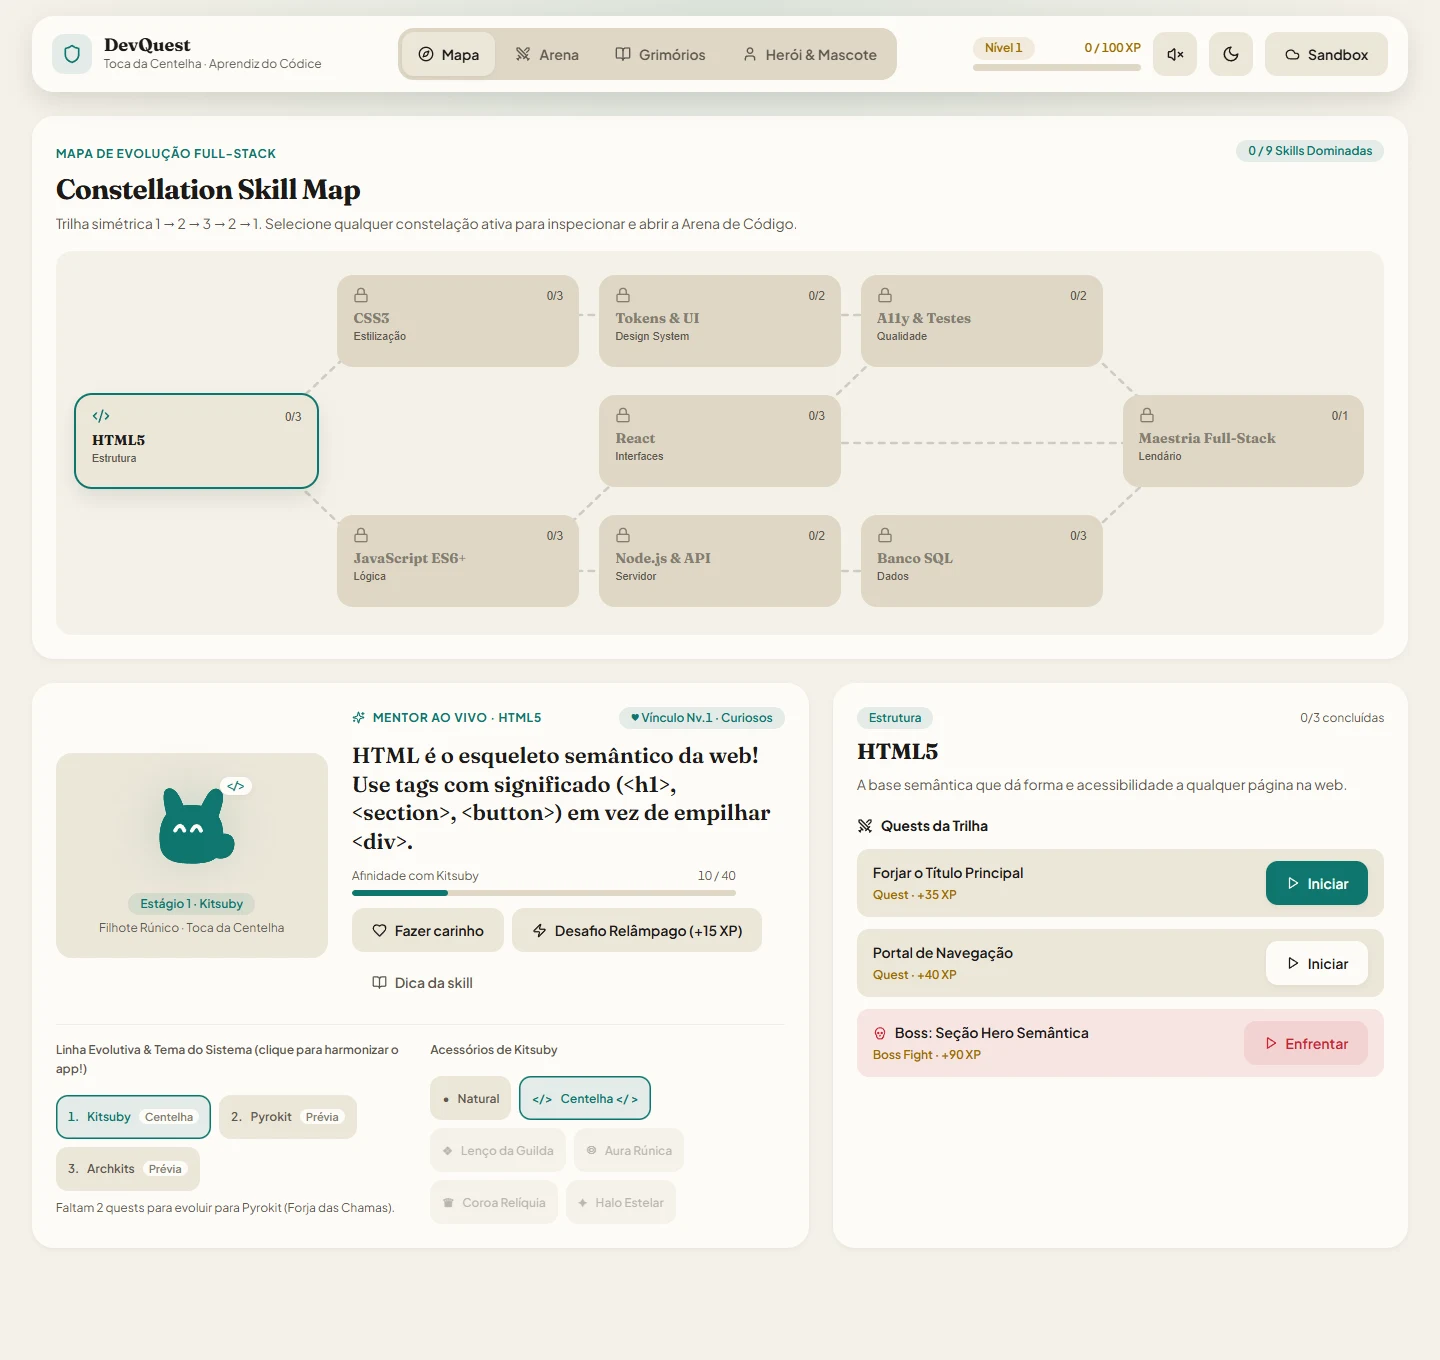 DevQuest
Toca da Centelha · Aprendiz do Códice
Mapa
Arena
Grimórios
Herói & Mascote
Nível 1
0 / 100 XP
Sandbox
MAPA DE EVOLUÇÃO FULL-STACK
0 / 9 Skills Dominadas
Constellation Skill Map
Trilha simétrica 1 → 2 → 3 → 2 → 1. Selecione qualquer constelação ativa para inspecionar e abrir a Arena de Código.
0/3
CSS3
Estilização
0/2
Tokens & UI
Design System
0/2
A11y & Testes
Qualidade
</>
0/3
HTML5
Estrutura
0/3
React
Interfaces
0/1
Maestria Full-Stack
Lendário
0/3
JavaScript ES6+
Lógica
0/2
Node.js & API
Servidor
0/3
Banco SQL
Dados
MENTOR AO VIVO · HTML5
♥ Vínculo Nv.1 · Curiosos
HTML é o esqueleto semântico da web!
Use tags com significado (<h1>,
<section>, <button>) em vez de empilhar
<div>.
</>
Estágio 1 · Kitsuby
Filhote Rúnico · Toca da Centelha
Afinidade com Kitsuby
10 / 40
Fazer carinho
Desafio Relâmpago (+15 XP)
Dica da skill
Linha Evolutiva & Tema do Sistema (clique para harmonizar o
app!)
1. Kitsuby Centelha
2. Pyrokit Prévia
3. Archkits Prévia
Faltam 2 quests para evoluir para Pyrokit (Forja das Chamas).
Acessórios de Kitsuby
● Natural
</> Centelha </>
❖ Lenço da Guilda
Aura Rúnica
Coroa Relíquia
✦ Halo Estelar
Estrutura
0/3 concluídas
HTML5
A base semântica que dá forma e acessibilidade a qualquer página na web.
Quests da Trilha
Forjar o Título Principal
Quest · +35 XP
Iniciar
Portal de Navegação
Quest · +40 XP
Iniciar
Boss: Seção Hero Semântica
Boss Fight · +90 XP
Enfrentar